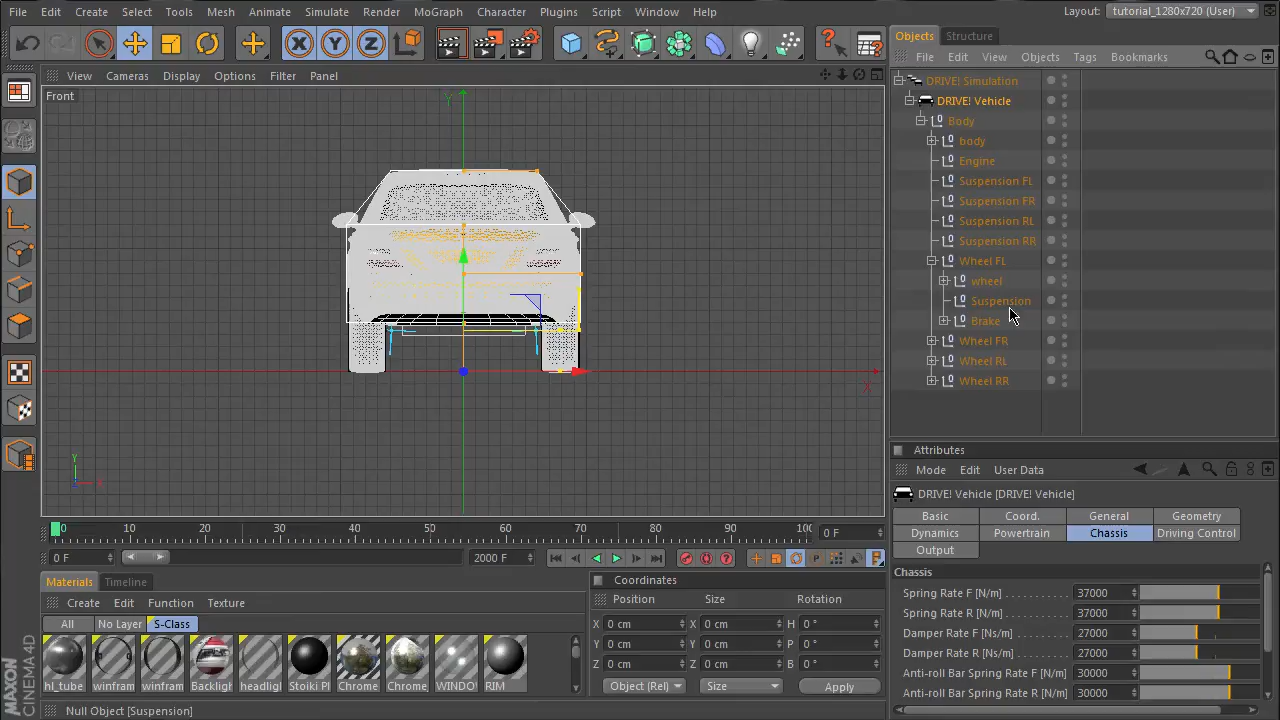 File Create Select Tools Mesh Animate Simulate Render MoGraph Character Plugins Script Window Help
Layout: tutorial_1280x720 (User)
X Y Z
Objects Structure
File Edit View Objects Tags Bookmarks
View Cameras Display Options Filter Panel
Front
Y
X
Y
X
DRIVE! Simulation
DRIVE! Vehicle
Body
body
Engine
Suspension FL
Suspension FR
Suspension RL
Suspension RR
Wheel FL
wheel
Suspension
Brake
Wheel FR
Wheel RL
Wheel RR
Attributes
Mode Edit User Data
DRIVE! Vehicle [DRIVE! Vehicle]
Basic Coord. General Geometry
Dynamics Powertrain Chassis Driving Control
Output
Chassis
Spring Rate F [N/m] 37000
Spring Rate R [N/m] 37000
Damper Rate F [Ns/m] 27000
Damper Rate R [Ns/m] 27000
Anti-roll Bar Spring Rate F [N/m] 30000
Anti-roll Bar Spring Rate R [N/m] 30000
0 10 20 30 40 50 60 70 80 90 100
0 F
0 F 2000 F
Materials Timeline
Create Edit Function Texture
All No Layer S-Class
hl_tube winfram winfram Backligh headligl Stoiki Pl Chrome Chrome, WINDO' RIM
Coordinates
Position Size Rotation
X 0 cm X 0 cm H 0 °
Y 0 cm Y 0 cm P 0 °
Z 0 cm Z 0 cm B 0 °
Object (Rel) Size Apply
MAXON
CINEMA 4D
Null Object [Suspension]